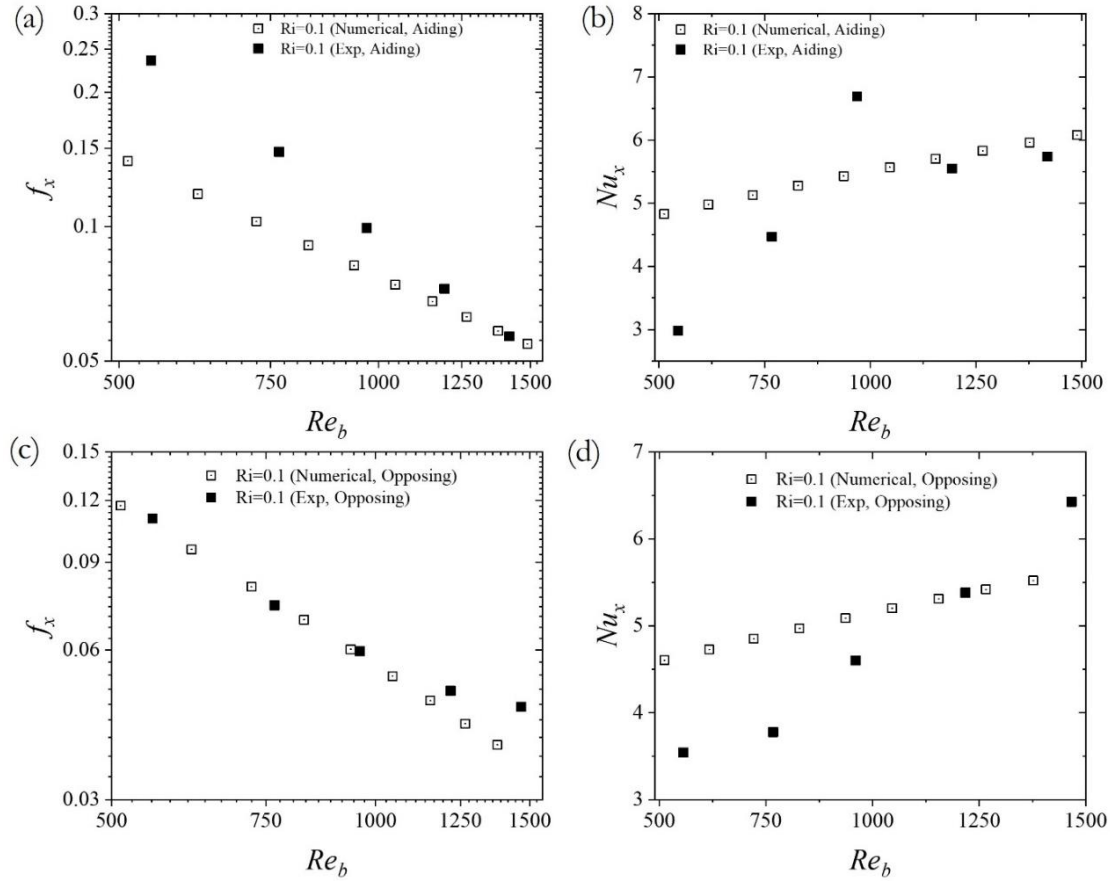 (a)
0.3
0.25
0.2
0.15
0.1
0.05
f_x
Ri=0.1 (Numerical, Aiding)
Ri=0.1 (Exp, Aiding)
500 750 1000 1250 1500
Re_b
(b)
8
7
6
5
4
3
Nu_x
Ri=0.1 (Numerical, Aiding)
Ri=0.1 (Exp, Aiding)
500 750 1000 1250 1500
Re_b
(c)
0.15
0.12
0.09
0.06
0.03
f_x
Ri=0.1 (Numerical, Opposing)
Ri=0.1 (Exp, Opposing)
500 750 1000 1250 1500
Re_b
(d)
7
6
5
4
3
Nu_x
Ri=0.1 (Numerical, Opposing)
Ri=0.1 (Exp, Opposing)
500 750 1000 1250 1500
Re_b